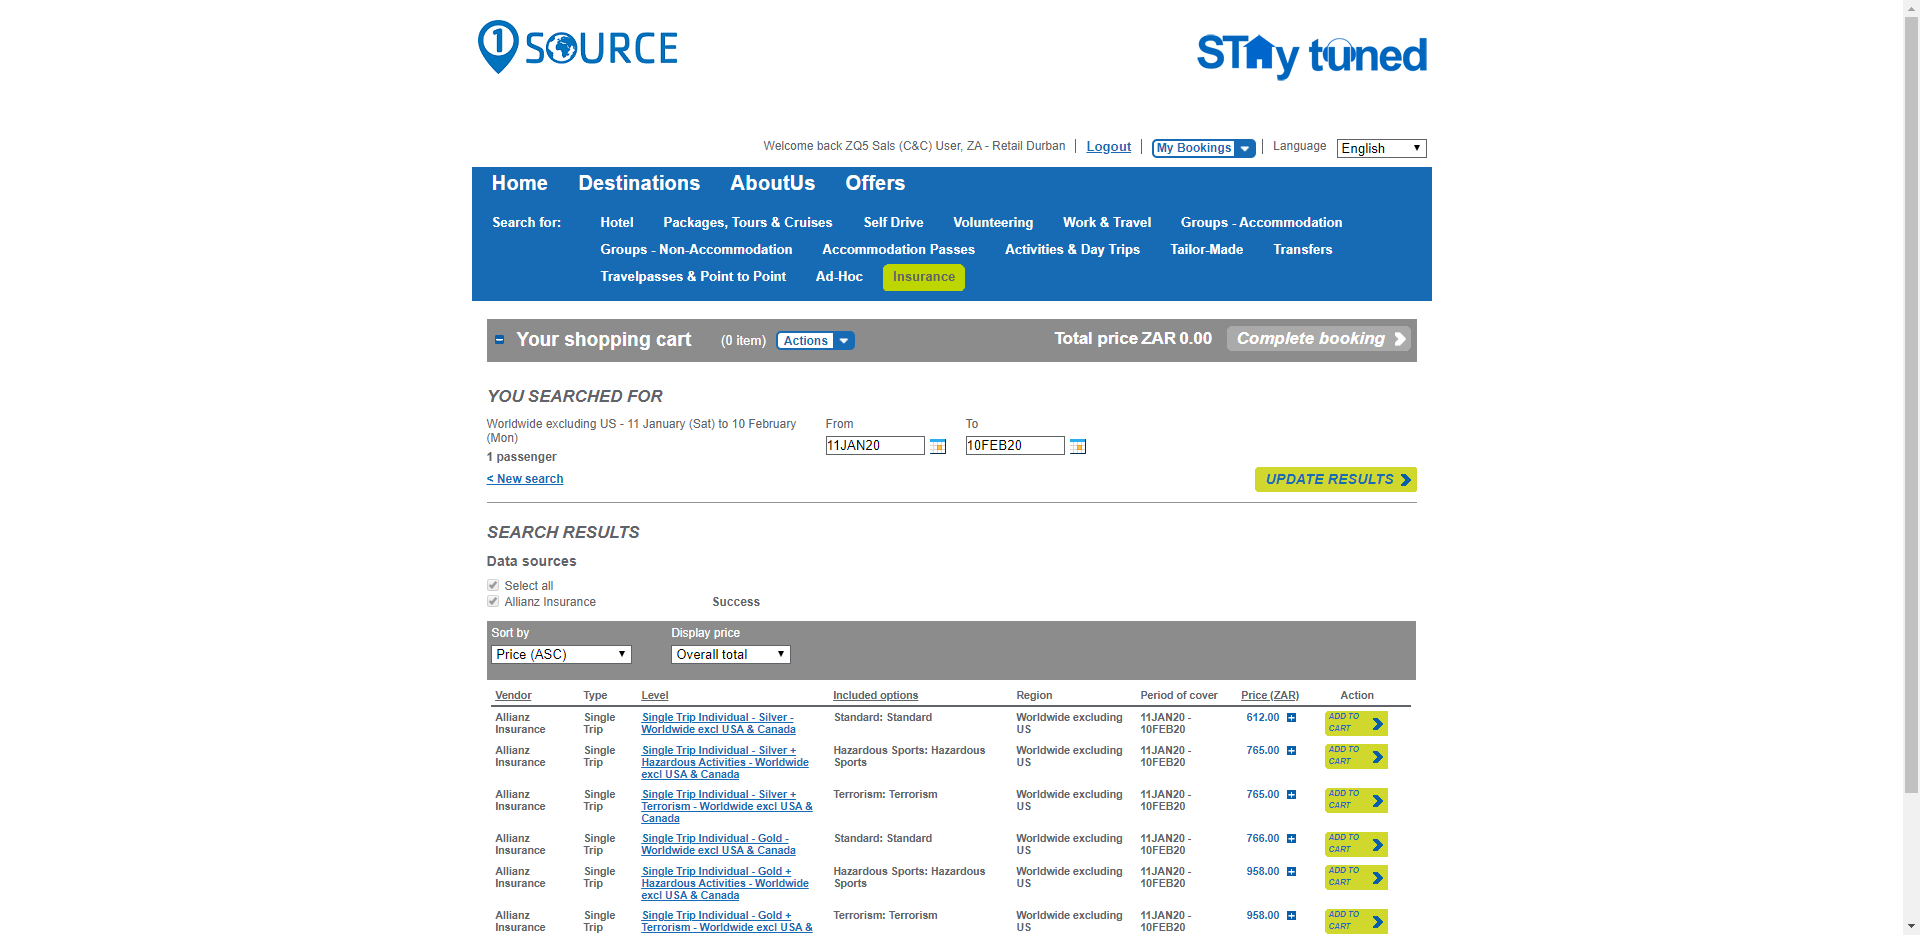 1 SOURCE
STAy tuned
Welcome back ZQ5 Sals (C&C) User, ZA - Retail Durban Logout My Bookings Language English
Home Destinations AboutUs Offers
Search for: Hotel Packages, Tours & Cruises Self Drive Volunteering Work & Travel Groups - Accommodation
Groups - Non-Accommodation Accommodation Passes Activities & Day Trips Tailor-Made Transfers
Travelpasses & Point to Point Ad-Hoc Insurance
Your shopping cart (0 item) Actions Total price ZAR 0.00 Complete booking
YOU SEARCHED FOR
Worldwide excluding US - 11 January (Sat) to 10 February From To
(Mon) 11JAN20 10FEB20
1 passenger
< New search UPDATE RESULTS
SEARCH RESULTS
Data sources
Select all
Allianz Insurance Success
Sort by Display price
Price (ASC) Overall total
Vendor Type Level Included options Region Period of cover Price (ZAR) Action
Allianz Single Single Trip Individual - Silver - Standard: Standard Worldwide excluding 11JAN20 - 612.00 ADD TO
Insurance Trip Worldwide excl USA & Canada US 10FEB20 CART
Allianz Single Single Trip Individual - Silver + Hazardous Sports: Hazardous Worldwide excluding 11JAN20 - 765.00 ADD TO
Insurance Trip Hazardous Activities - Worldwide Sports US 10FEB20 CART
excl USA & Canada
Allianz Single Single Trip Individual - Silver + Terrorism: Terrorism Worldwide excluding 11JAN20 - 765.00 ADD TO
Insurance Trip Terrorism - Worldwide excl USA & US 10FEB20 CART
Canada
Allianz Single Single Trip Individual - Gold - Standard: Standard Worldwide excluding 11JAN20 - 766.00 ADD TO
Insurance Trip Worldwide excl USA & Canada US 10FEB20 CART
Allianz Single Single Trip Individual - Gold + Hazardous Sports: Hazardous Worldwide excluding 11JAN20 - 958.00 ADD TO
Insurance Trip Hazardous Activities - Worldwide Sports US 10FEB20 CART
excl USA & Canada
Allianz Single Single Trip Individual - Gold + Terrorism: Terrorism Worldwide excluding 11JAN20 - 958.00 ADD TO
Insurance Trip Terrorism - Worldwide excl USA & US 10FEB20 CART